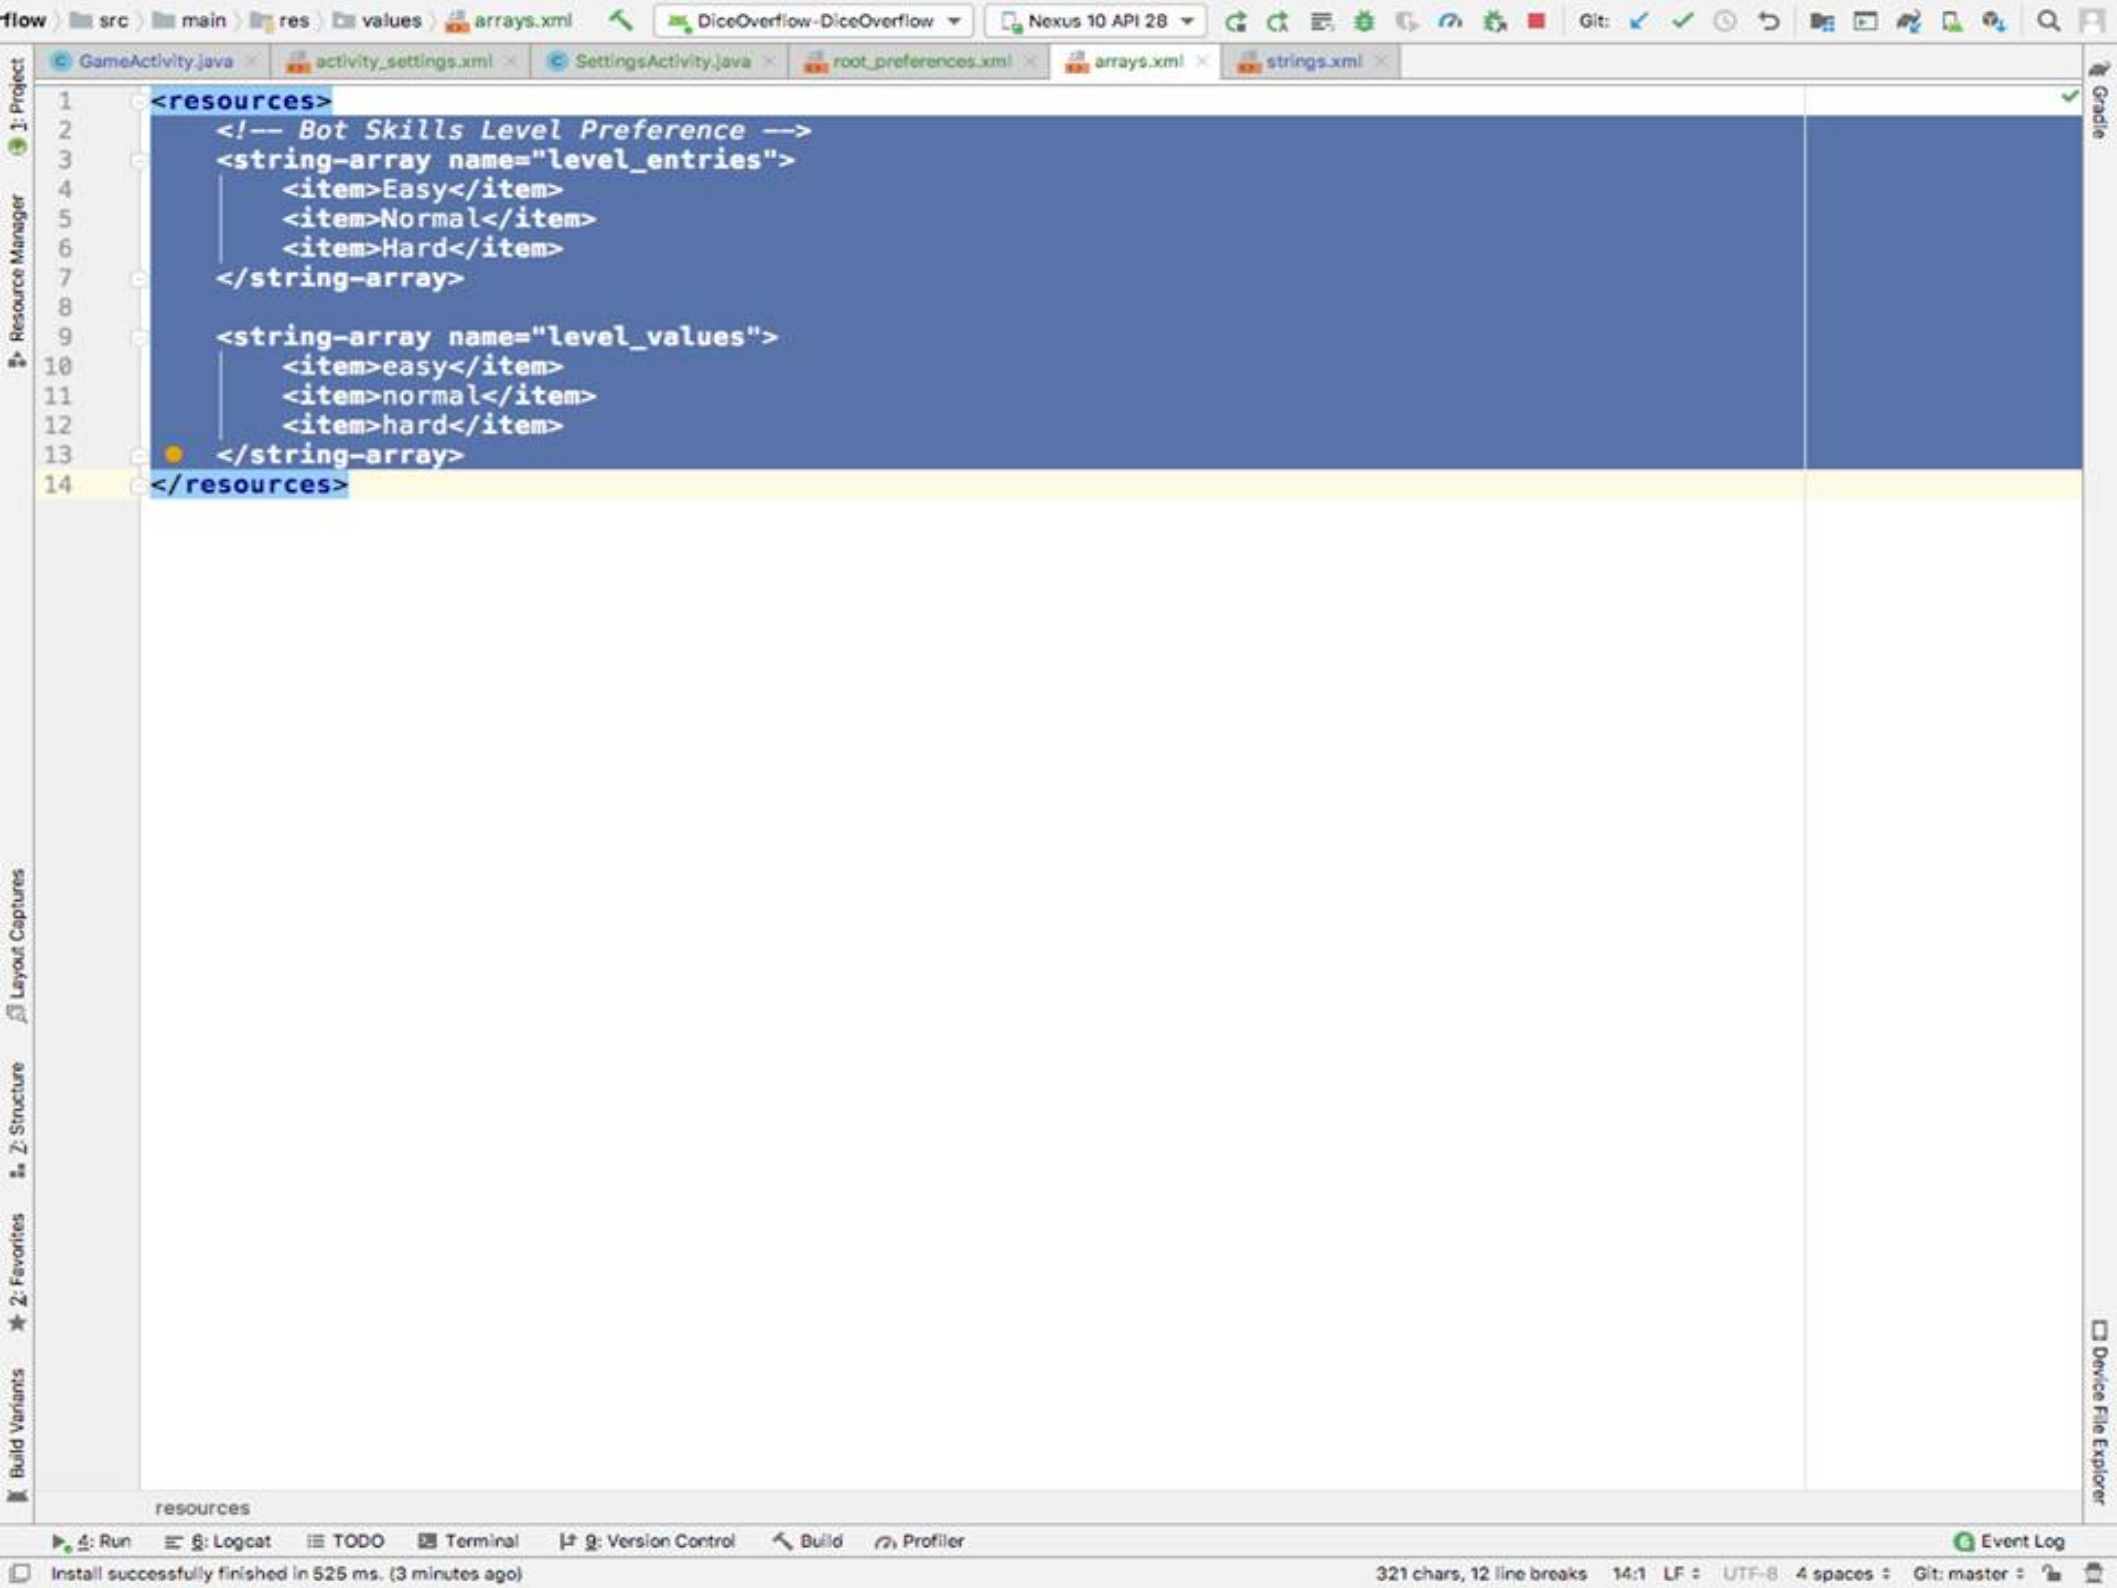 flow src main res values arrays.xml DiceOverflow-DiceOverflow Nexus 10 API 28 Git:
GameActivity.java activity_settings.xml SettingsActivity.java root_preferences.xml arrays.xml strings.xml
1 <resources>
2 <!-- Bot Skills Level Preference -->
3 <string-array name="level_entries">
4 <item>Easy</item>
5 <item>Normal</item>
6 <item>Hard</item>
7 </string-array>
8
9 <string-array name="level_values">
10 <item>easy</item>
11 <item>normal</item>
12 <item>hard</item>
13 </string-array>
14 </resources>
1: Project
Resource Manager
Layout Captures
Z: Structure
2: Favorites
Build Variants
Gradle
Device File Explorer
resources
4: Run 6: Logcat TODO Terminal 9: Version Control Build Profiler Event Log
Install successfully finished in 525 ms. (3 minutes ago) 321 chars, 12 line breaks 14:1 LF UTF-8 4 spaces Git: master